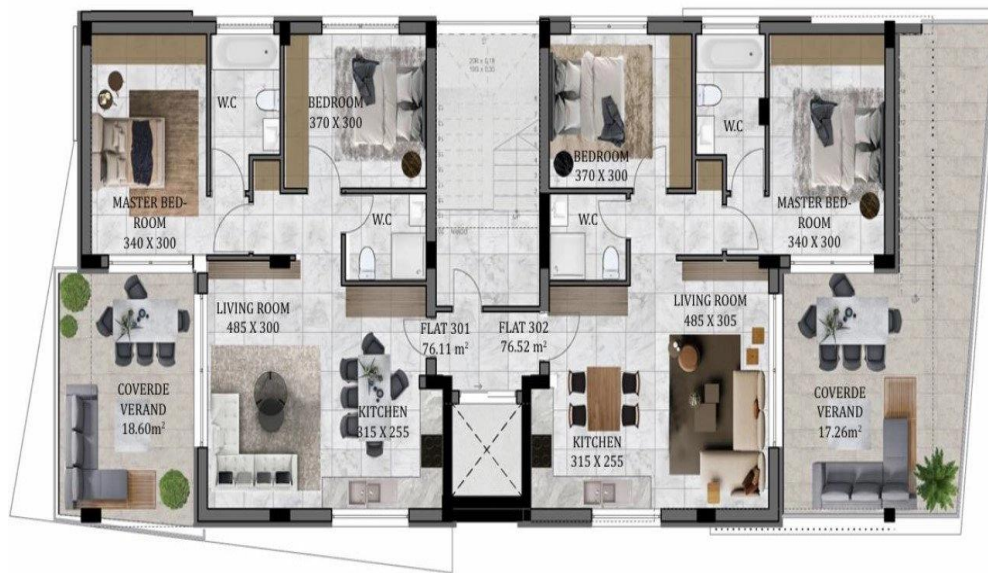 W.C
BEDROOM
370 X 300
MASTER BED-
ROOM
340 X 300
W.C
LIVING ROOM
485 X 300
FLAT 301
76.11 m²
COVERDE
VERAND
18.60m²
KITCHEN
315 X 255
BEDROOM
370 X 300
W.C
W.C
MASTER BED-
ROOM
340 X 300
LIVING ROOM
485 X 305
FLAT 302
76.52 m²
KITCHEN
315 X 255
COVERDE
VERAND
17.26m²